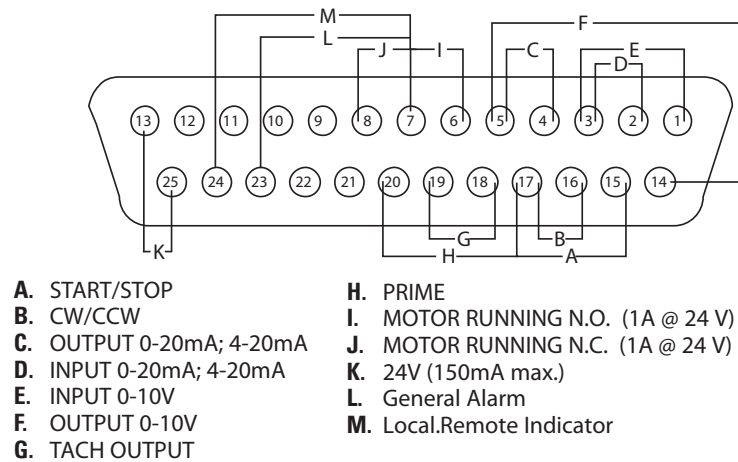 M
L
F
J
I
C
E
D
13
12
11
10
9
8
7
6
5
4
3
2
1
25
24
23
22
21
20
19
18
17
16
15
14
K
G
B
H
A
A. START/STOP
B. CW/CCW
C. OUTPUT 0-20mA; 4-20mA
D. INPUT 0-20mA; 4-20mA
E. INPUT 0-10V
F. OUTPUT 0-10V
G. TACH OUTPUT
H. PRIME
I. MOTOR RUNNING N.O. (1A @ 24 V)
J. MOTOR RUNNING N.C. (1A @ 24 V)
K. 24V (150mA max.)
L. General Alarm
M. Local.Remote Indicator